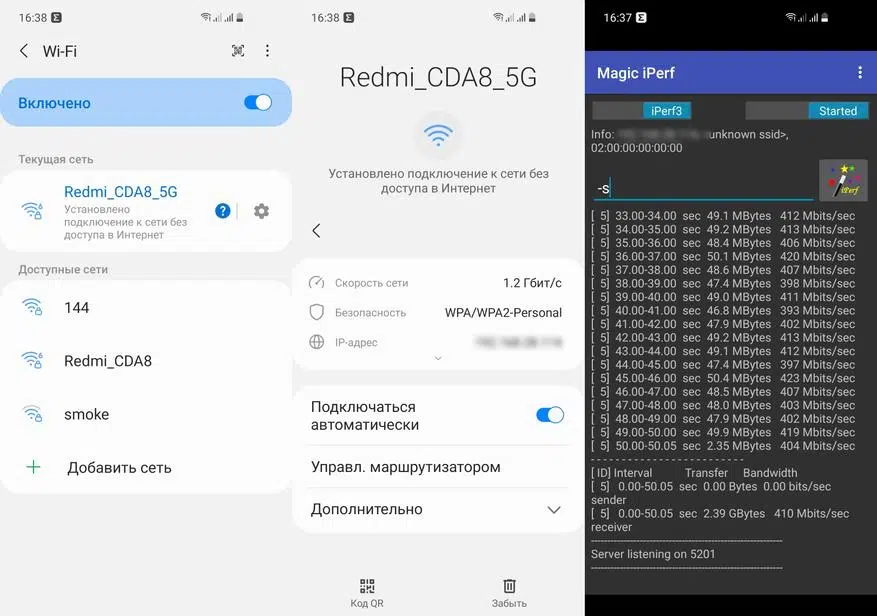 16:38 Σ
Wi-Fi
Включено
Текущая сеть
Redmi_CDA8_5G
Установлено
подключение к сети без
доступа в Интернет
?
Доступные сети
144
Redmi_CDA8
smoke
Добавить сеть
16:38 Σ
Redmi_CDA8_5G
Установлено подключение к сети без
доступа в Интернет
Скорость сети 1.2 Гбит/с
Безопасность WPA/WPA2-Personal
IP-адрес
Подключаться
автоматически
Управл. маршрутизатором
Дополнительно
Код QR Забыть
16:37 Σ
Magic iPerf
iPerf3 Started
Info: unknown ssid>,
02:00:00:00:00:00
-s
iPerf
[ 5] 33.00-34.00 sec 49.1 MBytes 412 Mbits/sec
[ 5] 34.00-35.00 sec 49.2 MBytes 413 Mbits/sec
[ 5] 35.00-36.00 sec 48.4 MBytes 406 Mbits/sec
[ 5] 36.00-37.00 sec 50.1 MBytes 420 Mbits/sec
[ 5] 37.00-38.00 sec 48.6 MBytes 407 Mbits/sec
[ 5] 38.00-39.00 sec 47.4 MBytes 398 Mbits/sec
[ 5] 39.00-40.00 sec 49.0 MBytes 411 Mbits/sec
[ 5] 40.00-41.00 sec 46.8 MBytes 393 Mbits/sec
[ 5] 41.00-42.00 sec 47.9 MBytes 402 Mbits/sec
[ 5] 42.00-43.00 sec 49.2 MBytes 413 Mbits/sec
[ 5] 43.00-44.00 sec 49.1 MBytes 412 Mbits/sec
[ 5] 44.00-45.00 sec 47.4 MBytes 397 Mbits/sec
[ 5] 45.00-46.00 sec 50.4 MBytes 423 Mbits/sec
[ 5] 46.00-47.00 sec 48.5 MBytes 407 Mbits/sec
[ 5] 47.00-48.00 sec 48.0 MBytes 403 Mbits/sec
[ 5] 48.00-49.00 sec 47.9 MBytes 402 Mbits/sec
[ 5] 49.00-50.00 sec 49.9 MBytes 419 Mbits/sec
[ 5] 50.00-50.05 sec 2.35 MBytes 404 Mbits/sec
- - - - - - - - - - - - - - - - - - - - - - - - -
[ ID] Interval Transfer Bandwidth
[ 5] 0.00-50.05 sec 0.00 Bytes 0.00 bits/sec
sender
[ 5] 0.00-50.05 sec 2.39 GBytes 410 Mbits/sec
receiver
-----------------------------------------------------------
Server listening on 5201
-----------------------------------------------------------